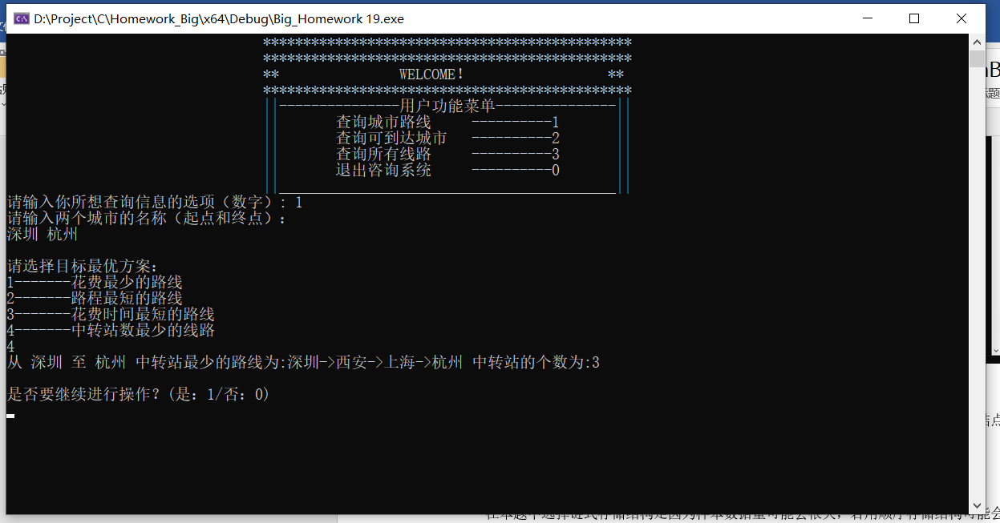 D:\Project\C\Homework_Big\x64\Debug\Big_Homework 19.exe
**********************************************
**********************************************
** WELCOME! **
**********************************************
||---------------用户功能菜单---------------||
查询城市路线 ----------1
查询可到达城市 ----------2
查询所有线路 ----------3
退出咨询系统 ----------0
||__________________________________________||
请输入你所想查询信息的选项（数字）: 1
请输入两个城市的名称（起点和终点）:
深圳 杭州
请选择目标最优方案:
1-------花费最少的路线
2-------路程最短的路线
3-------花费时间最短的路线
4-------中转站数最少的线路
4
从 深圳 至 杭州 中转站最少的路线为:深圳->西安->上海->杭州 中转站的个数为:3
是否要继续进行操作？(是：1/否：0)